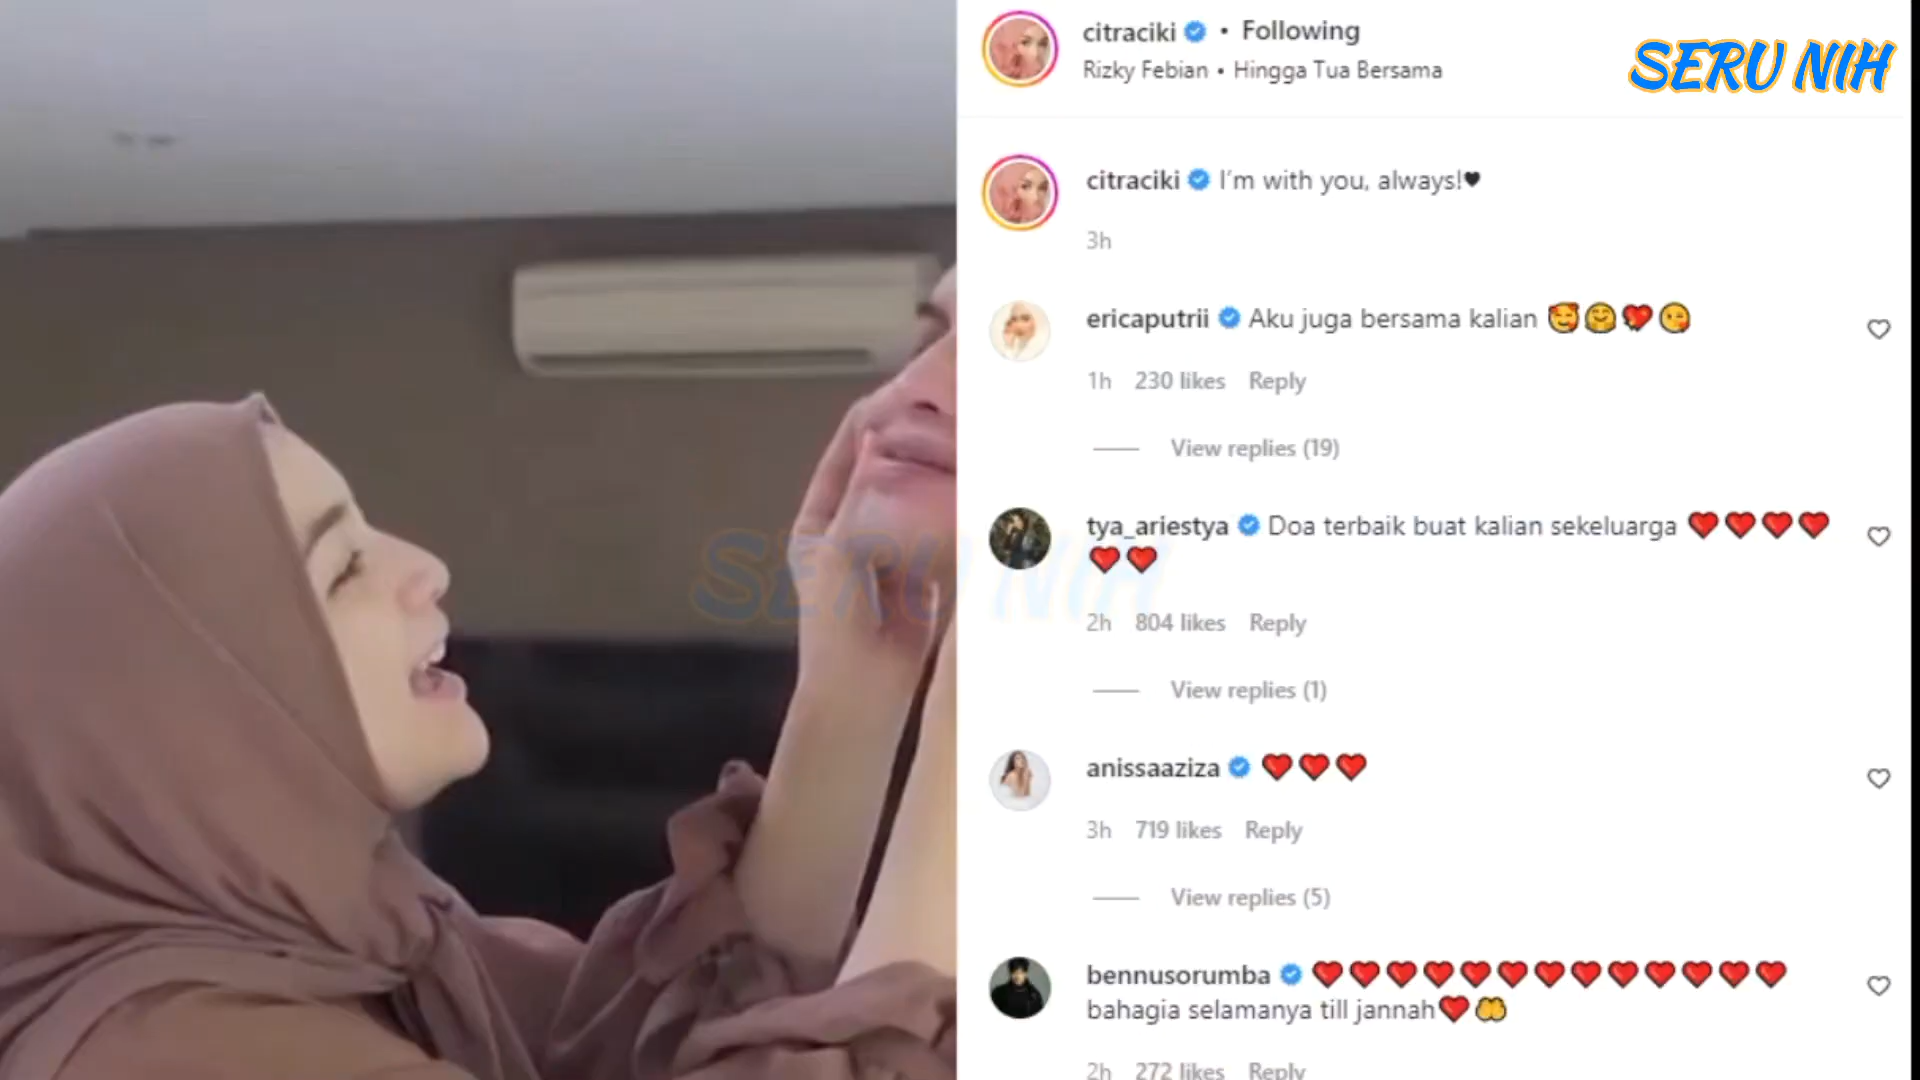 citraciki • Following
Rizky Febian • Hingga Tua Bersama
SERU NIH
citraciki I'm with you, always!🖤
3h
ericaputrii Aku juga bersama kalian 🥰🤗💖😘
1h 230 likes Reply
View replies (19)
tya_ariestya Doa terbaik buat kalian sekeluarga ❤️❤️❤️❤️
❤️❤️
2h 804 likes Reply
View replies (1)
anissaaziza ❤️❤️❤️
3h 719 likes Reply
View replies (5)
bennusorumba ❤️❤️❤️❤️❤️❤️❤️❤️❤️❤️❤️❤️❤️
bahagia selamanya till jannah❤️🤲
2h 272 likes Reply
SERU NIH